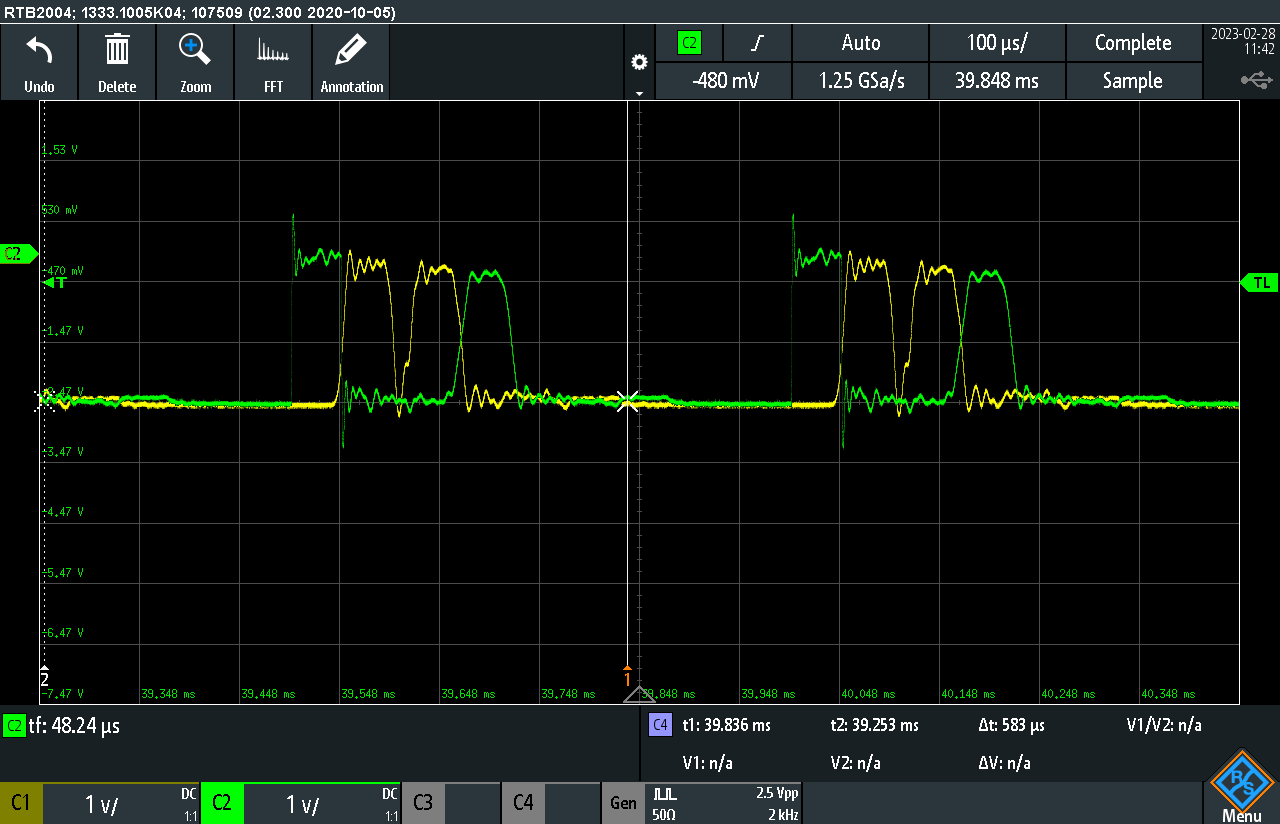 RTB2004; 1333.1005K04; 107509 (02.300 2020-10-05)
Undo
Delete
Zoom
FFT
Annotation
C2
Auto
100 µs/
Complete
2023-02-28
11:42
-480 mV
1.25 GSa/s
39.848 ms
Sample
1.53 V
530 mV
C2
-470 mV
T
TL
-1.47 V
-2.47 V
-3.47 V
-4.47 V
-5.47 V
-6.47 V
2
1
-7.47 V
39.348 ms
39.448 ms
39.548 ms
39.648 ms
39.748 ms
39.848 ms
39.948 ms
40.048 ms
40.148 ms
40.248 ms
40.348 ms
C2 tf: 48.24 µs
C4 t1: 39.836 ms t2: 39.253 ms Δt: 583 µs V1/V2: n/a
V1: n/a V2: n/a ΔV: n/a
C1 1 V/ DC 1:1
C2 1 V/ DC 1:1
C3
C4
Gen 50Ω 2.5 Vpp 2 kHz
R&S
Menu